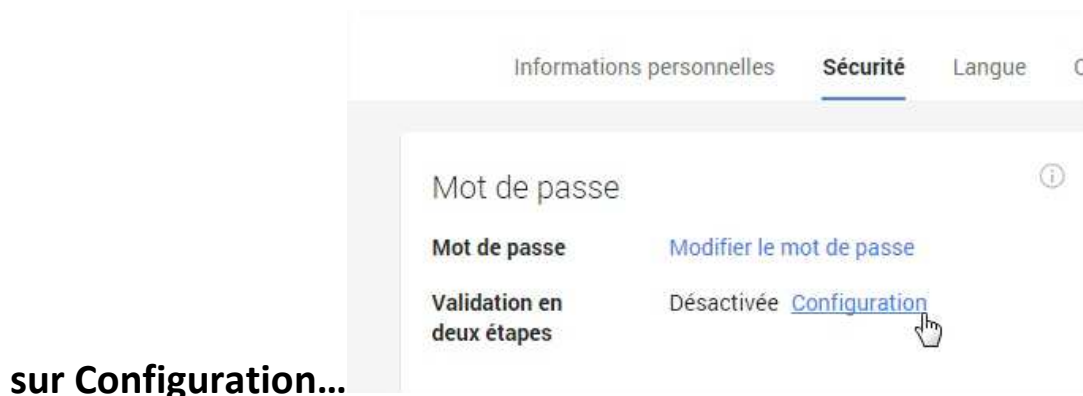 Informations personnelles Sécurité Langue
Mot de passe
Mot de passe Modifier le mot de passe
Validation en deux étapes Désactivée Configuration
sur Configuration…